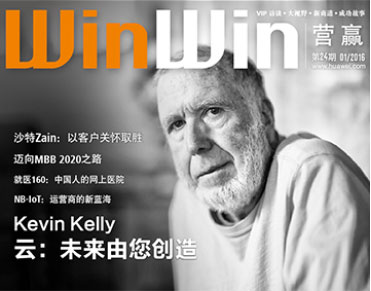 WinWin
VIP 访谈 • 大视野 • 新商道 • 成功故事
营赢
第24期 01/2016
www.huawei.com
沙特Zain：以客户关怀取胜
迈向MBB 2020之路
就医160：中国人的网上医院
NB-IoT：运营商的新蓝海
Kevin Kelly
云：未来由您创造